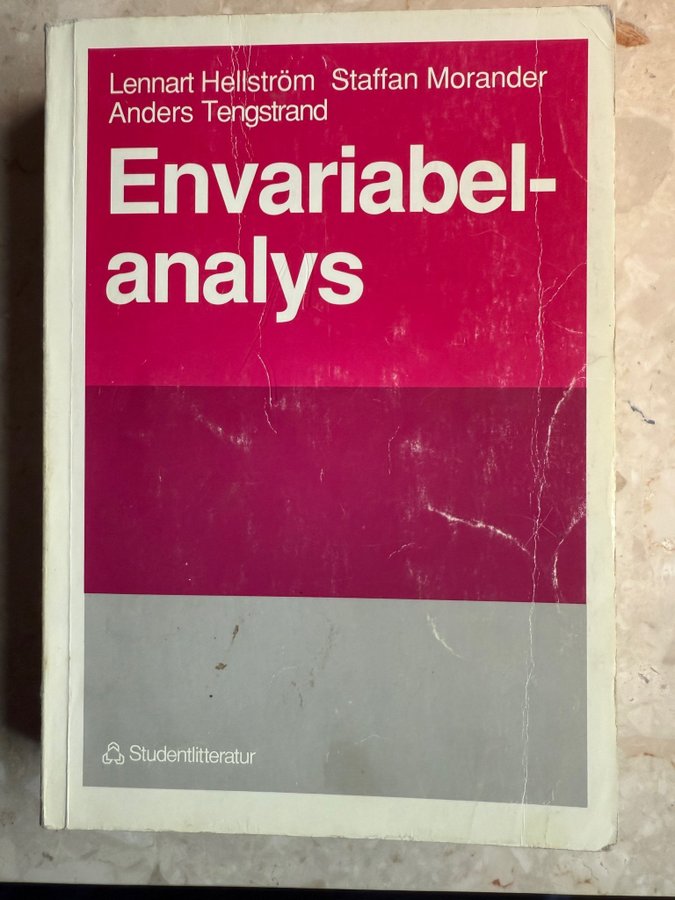 Lennart Hellström Staffan Morander
Anders Tengstrand
Envariabel-
analys
Studentlitteratur